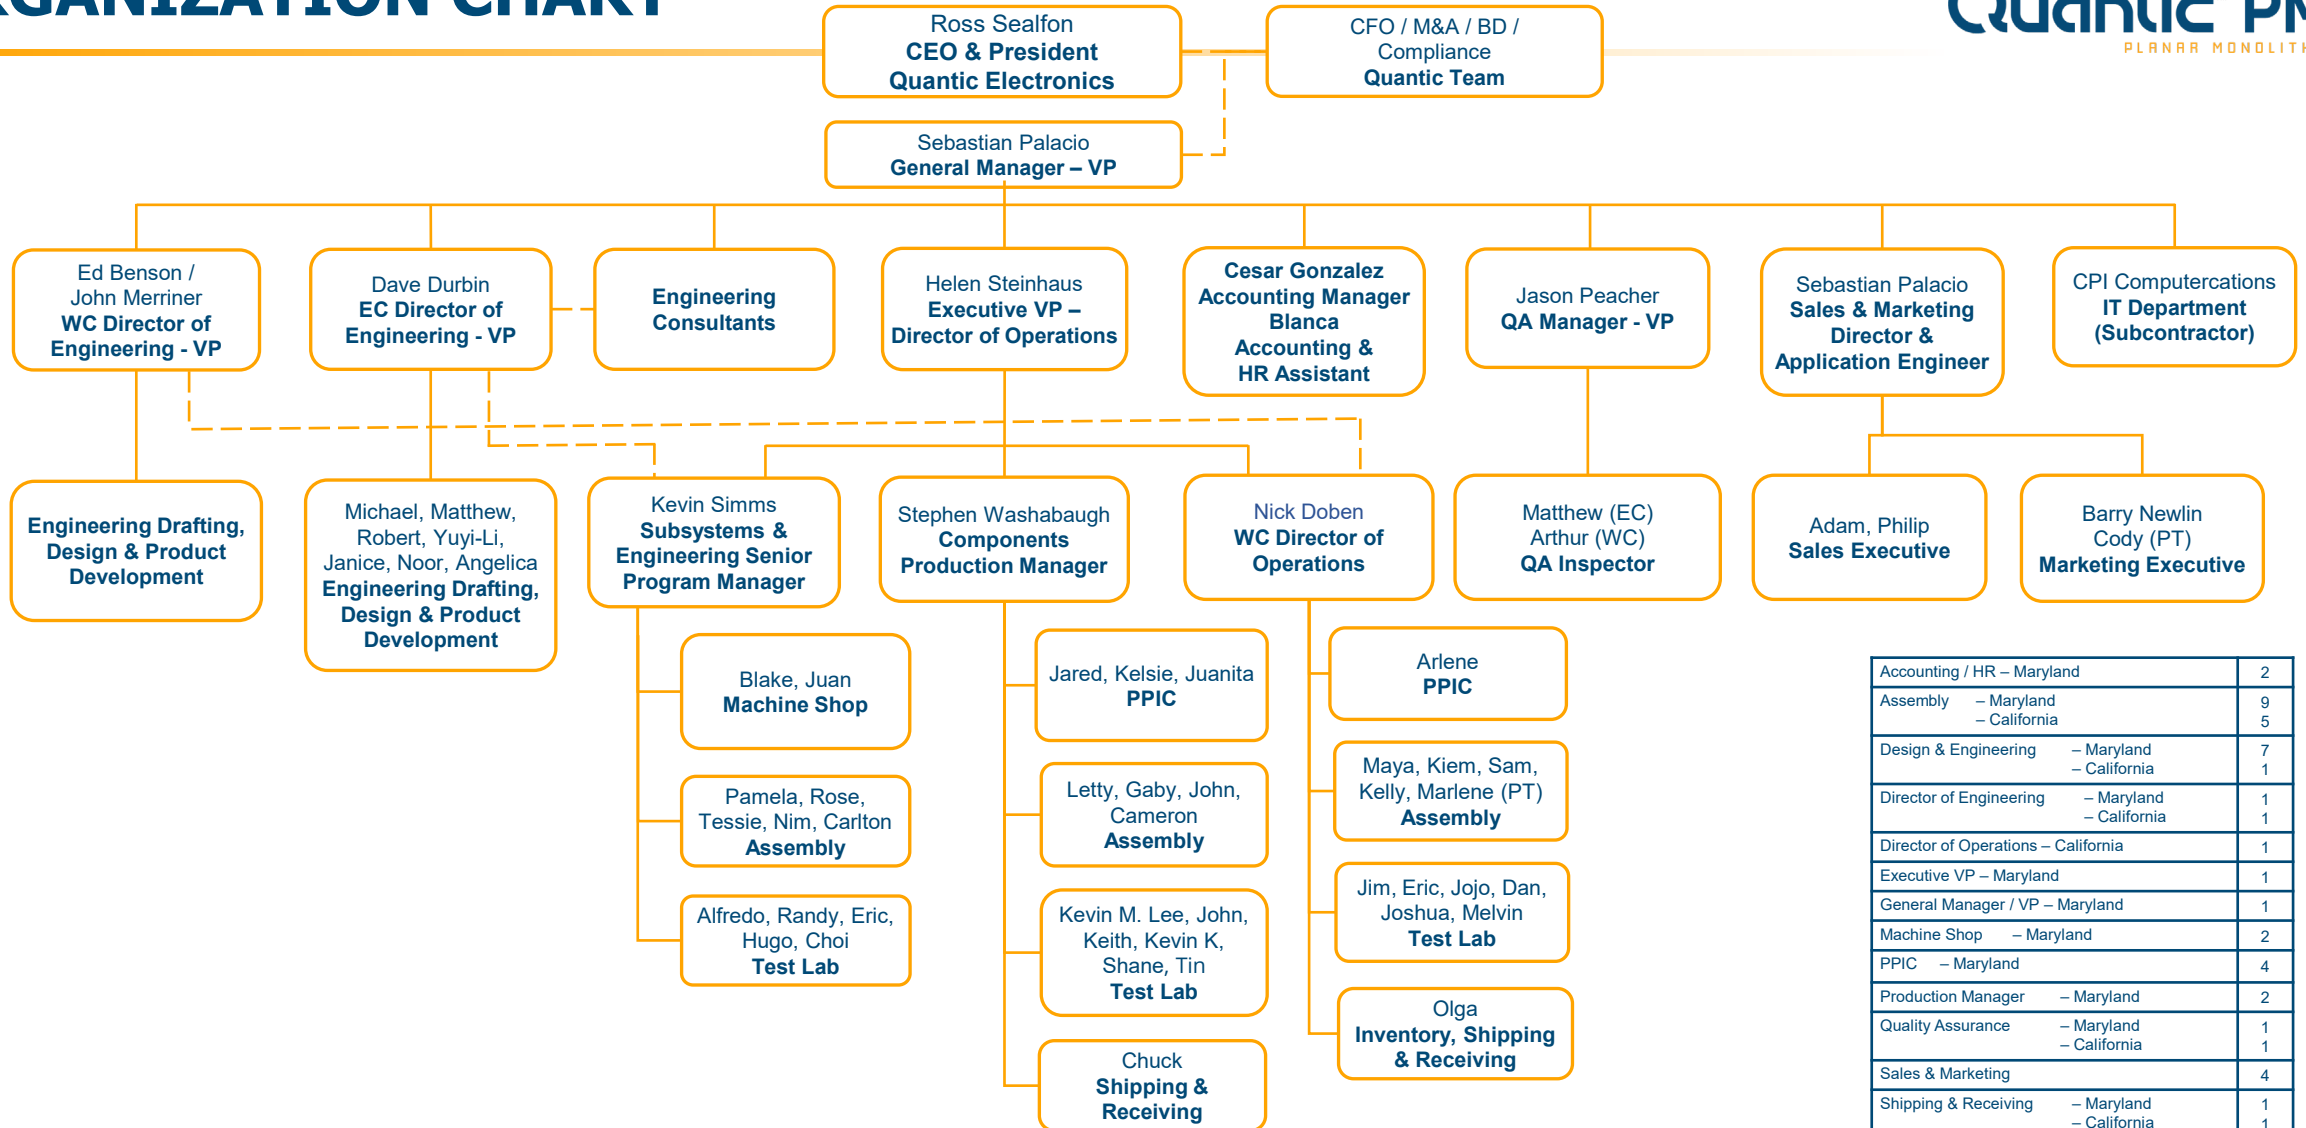 ORGANIZATION CHART
Quantic PM
PLANAR MONOLITH
Ross Sealfon
CEO & President
Quantic Electronics
CFO / M&A / BD /
Compliance
Quantic Team
Sebastian Palacio
General Manager – VP
Ed Benson /
John Merriner
WC Director of
Engineering - VP
Dave Durbin
EC Director of
Engineering - VP
Engineering
Consultants
Helen Steinhaus
Executive VP –
Director of Operations
Cesar Gonzalez
Accounting Manager
Blanca
Accounting &
HR Assistant
Jason Peacher
QA Manager - VP
Sebastian Palacio
Sales & Marketing
Director &
Application Engineer
CPI Computercations
IT Department
(Subcontractor)
Engineering Drafting,
Design & Product
Development
Michael, Matthew,
Robert, Yuyi-Li,
Janice, Noor, Angelica
Engineering Drafting,
Design & Product
Development
Kevin Simms
Subsystems &
Engineering Senior
Program Manager
Stephen Washabaugh
Components
Production Manager
Nick Doben
WC Director of
Operations
Matthew (EC)
Arthur (WC)
QA Inspector
Adam, Philip
Sales Executive
Barry Newlin
Cody (PT)
Marketing Executive
Blake, Juan
Machine Shop
Pamela, Rose,
Tessie, Nim, Carlton
Assembly
Alfredo, Randy, Eric,
Hugo, Choi
Test Lab
Jared, Kelsie, Juanita
PPIC
Letty, Gaby, John,
Cameron
Assembly
Kevin M. Lee, John,
Keith, Kevin K,
Shane, Tin
Test Lab
Chuck
Shipping &
Receiving
Arlene
PPIC
Maya, Kiem, Sam,
Kelly, Marlene (PT)
Assembly
Jim, Eric, Jojo, Dan,
Joshua, Melvin
Test Lab
Olga
Inventory, Shipping
& Receiving
Accounting / HR – Maryland 2
Assembly – Maryland 9
– California 5
Design & Engineering – Maryland 7
– California 1
Director of Engineering – Maryland 1
– California 1
Director of Operations – California 1
Executive VP – Maryland 1
General Manager / VP – Maryland 1
Machine Shop – Maryland 2
PPIC – Maryland 4
Production Manager – Maryland 2
Quality Assurance – Maryland 1
– California 1
Sales & Marketing 4
Shipping & Receiving – Maryland 1
– California 1